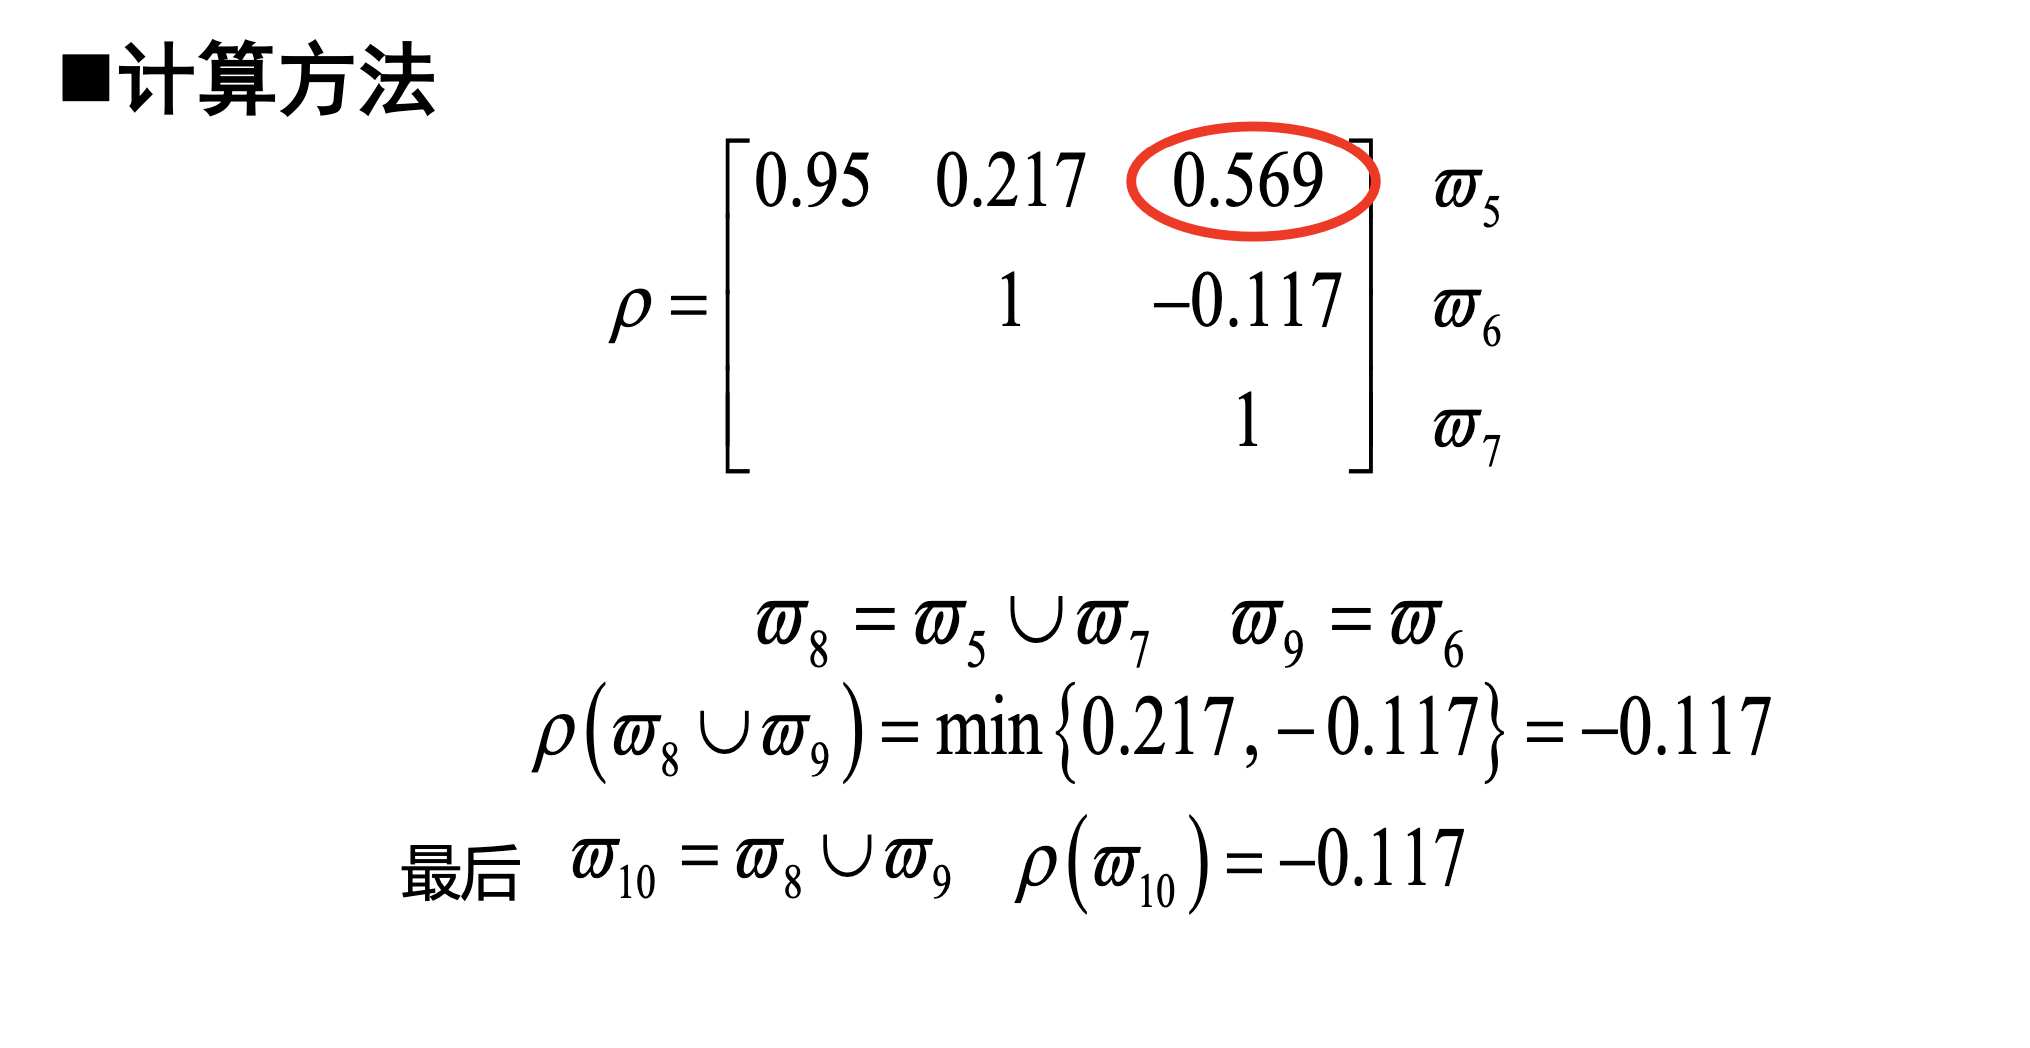 ■计算方法
0.95 0.217 0.569 ϖ₅
ρ = 1 −0.117 ϖ₆
1 ϖ₇
ϖ₈ = ϖ₅ ∪ ϖ₇ ϖ₉ = ϖ₆
ρ(ϖ₈ ∪ ϖ₉) = min{0.217, −0.117} = −0.117
最后 ϖ₁₀ = ϖ₈ ∪ ϖ₉ ρ(ϖ₁₀) = −0.117